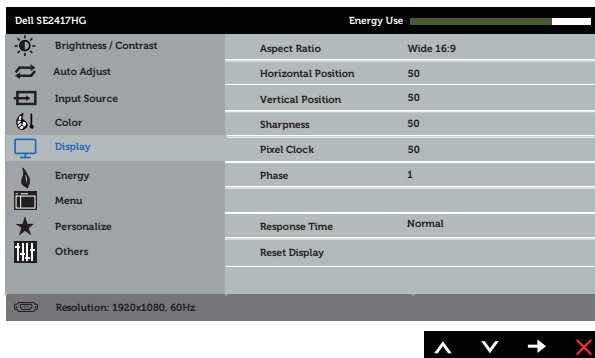 Dell SE2417HG Energy Use
Brightness / Contrast
Auto Adjust
Input Source
Color
Display
Energy
Menu
Personalize
Others
Aspect Ratio Wide 16:9
Horizontal Position 50
Vertical Position 50
Sharpness 50
Pixel Clock 50
Phase 1
Response Time Normal
Reset Display
Resolution: 1920x1080, 60Hz